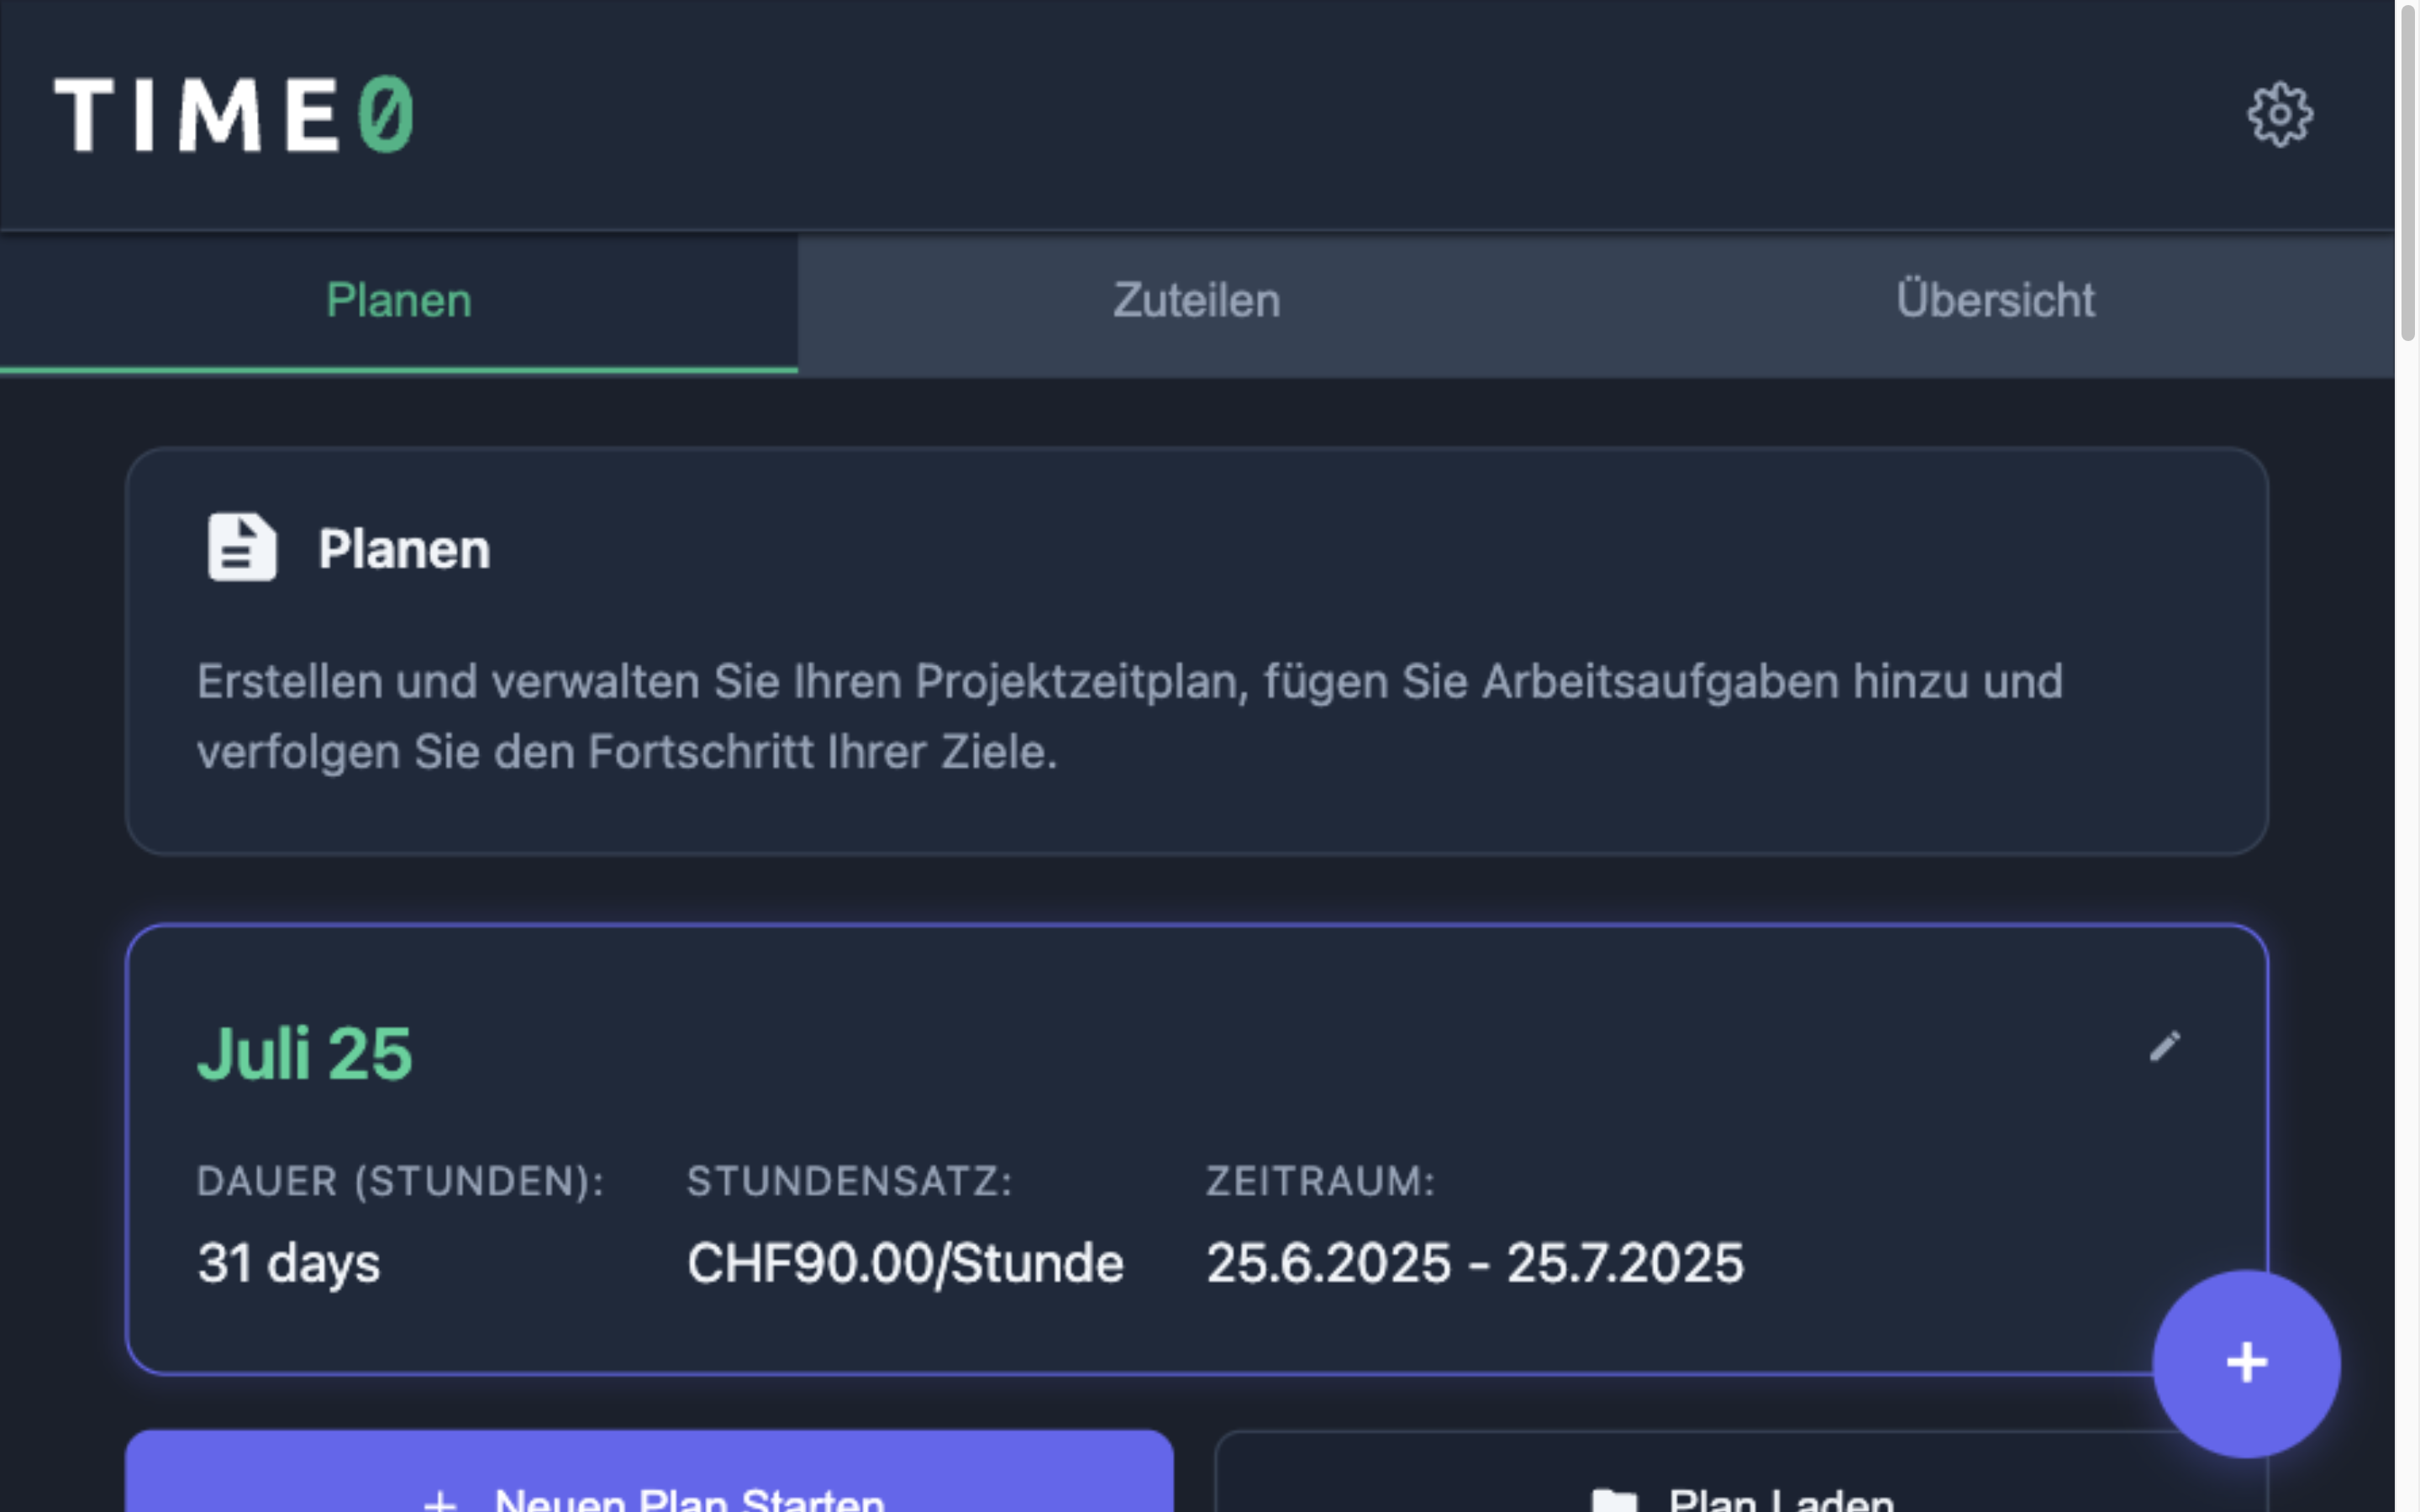 TIME0
Planen
Zuteilen
Übersicht
Planen
Erstellen und verwalten Sie Ihren Projektzeitplan, fügen Sie Arbeitsaufgaben hinzu und
verfolgen Sie den Fortschritt Ihrer Ziele.
Juli 25
DAUER (STUNDEN):
31 days
STUNDENSATZ:
CHF90.00/Stunde
ZEITRAUM:
25.6.2025 - 25.7.2025
+
+ Neuen Plan Starten
Plan Laden